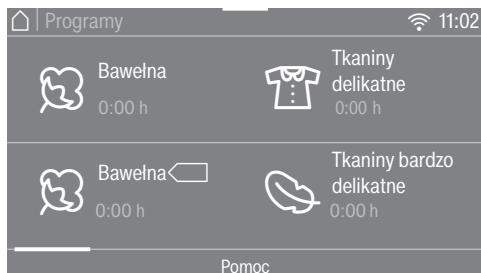 Programy
11:02
Bawełna
0:00 h
Tkaniny
delikatne
0:00 h
Bawełna
0:00 h
Tkaniny bardzo
delikatne
0:00 h
Pomoc